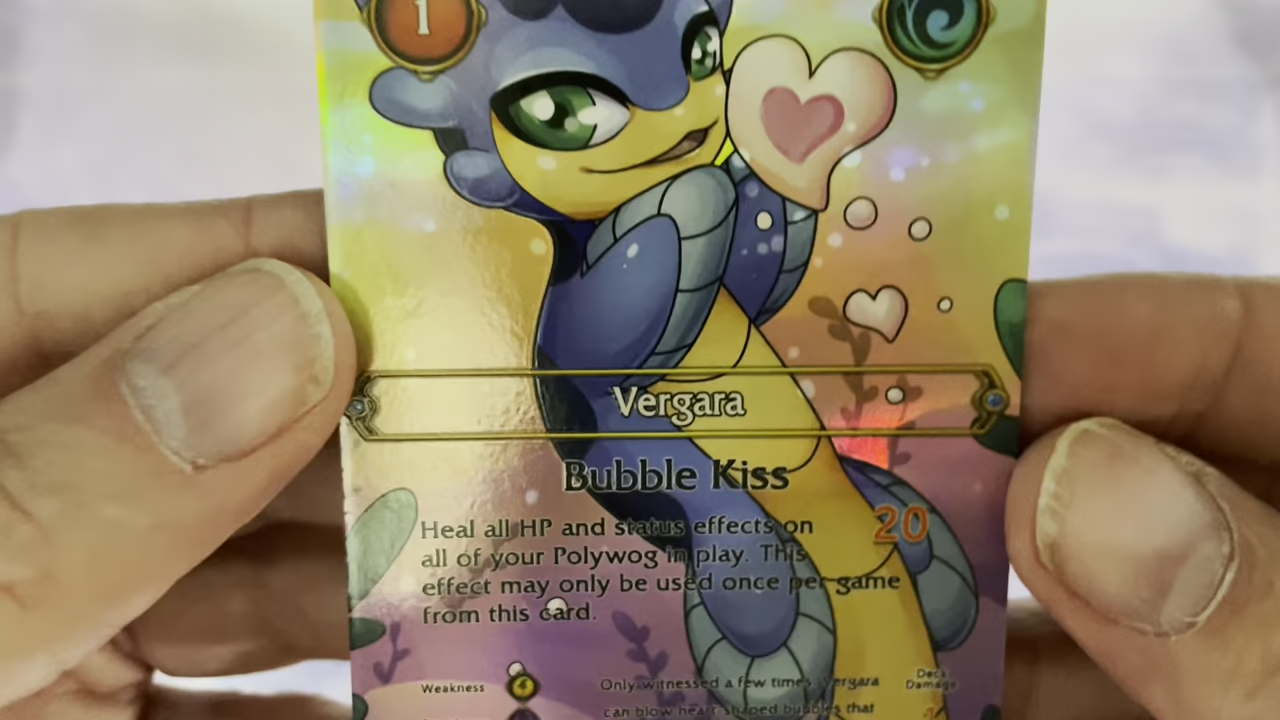 1
Vergara
Bubble Kiss
20
Heal all HP and status effects on
all of your Polywog in play. This
effect may only be used once per game
from this card.
Weakness 4
Only witnessed a few times, Vergara
can blow heart shaped bubbles that
Deck
Damage